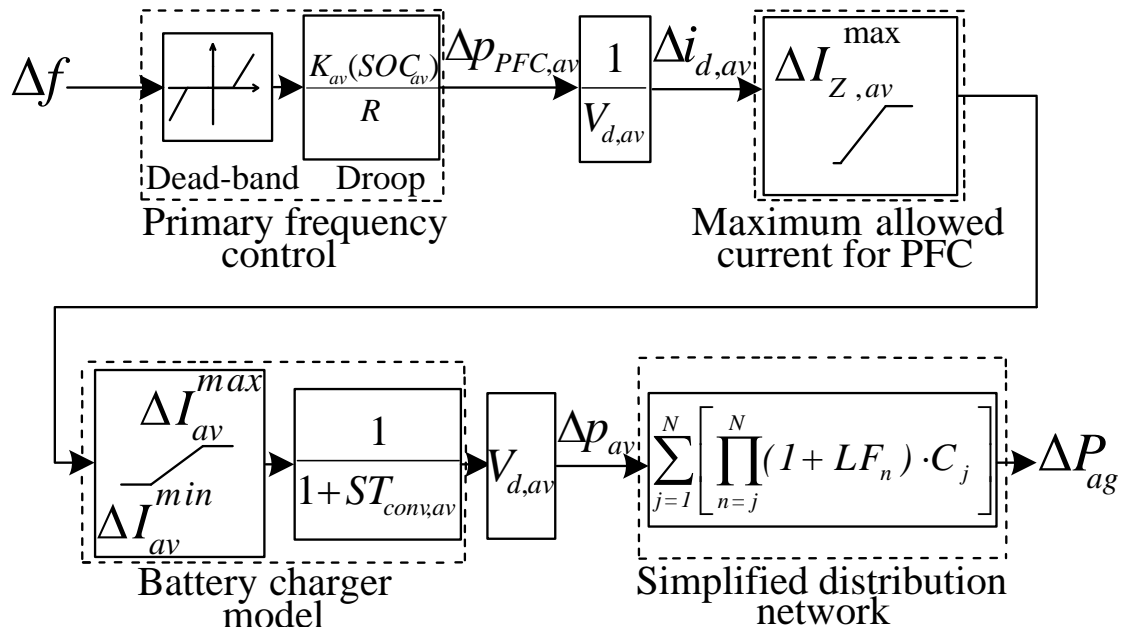 Δf
K_av(SOC_av)
R
Dead-band
Droop
Primary frequency
control
Δp_PFC,av
1
V_d,av
Δi_d,av
ΔI_Z,av^max
Maximum allowed
current for PFC
ΔI_av^max
ΔI_av^min
1
1+ST_conv,av
Battery charger
model
V_d,av
Δp_av
∑_{j=1}^{N} [ ∏_{n=j}^{N} (1 + LF_n) · C_j ]
Simplified distribution
network
ΔP_ag